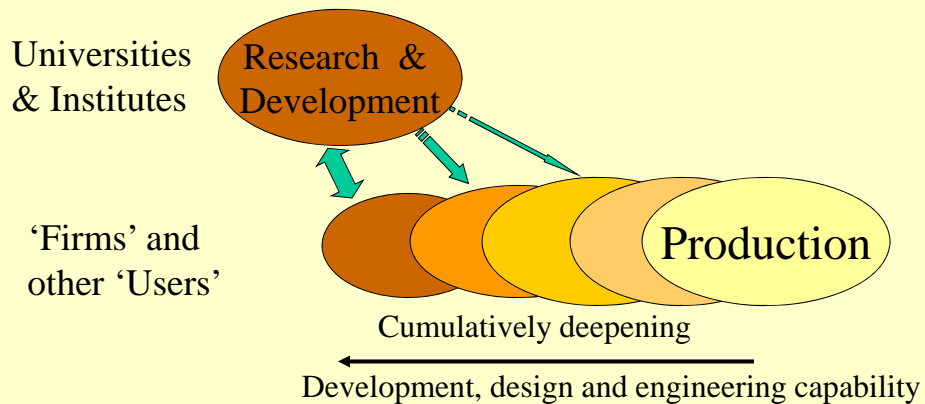 Universities
& Institutes
Research &
Development
‘Firms’ and
other ‘Users’
Production
Cumulatively deepening
Development, design and engineering capability